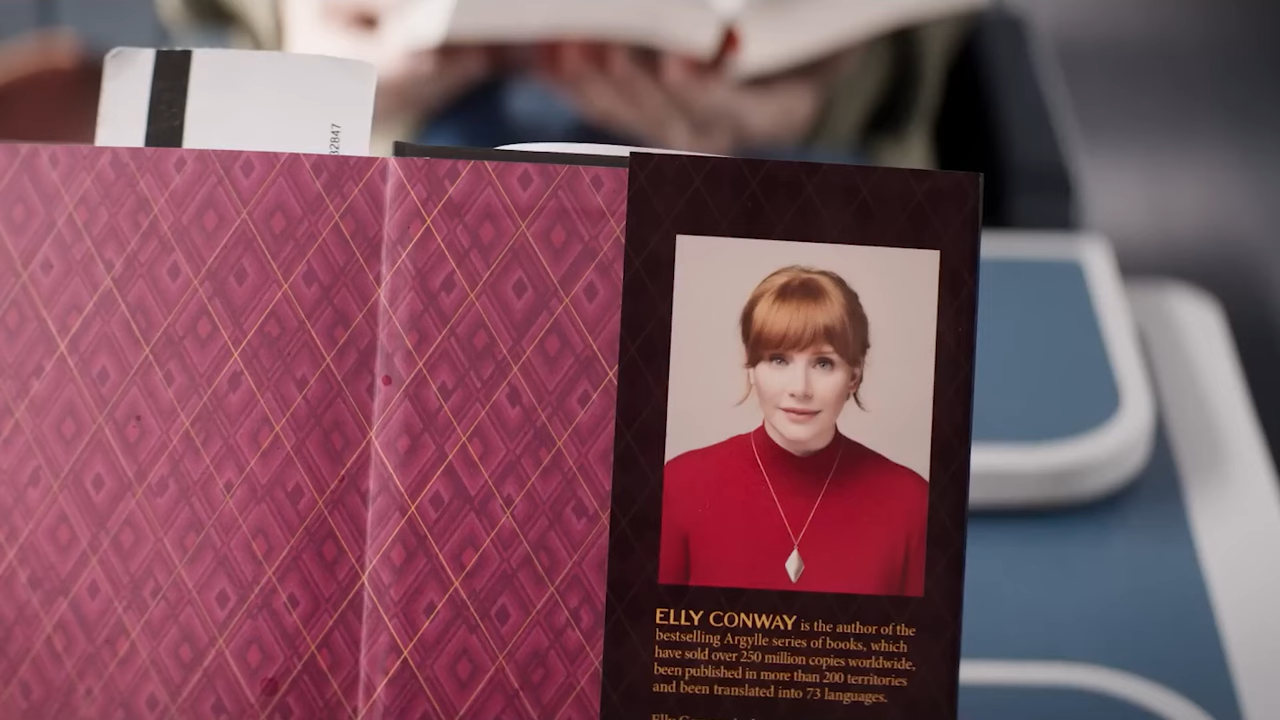 32847
ELLY CONWAY is the author of the
bestselling Argylle series of books, which
have sold over 250 million copies worldwide,
been published in more than 200 territories
and been translated into 73 languages.